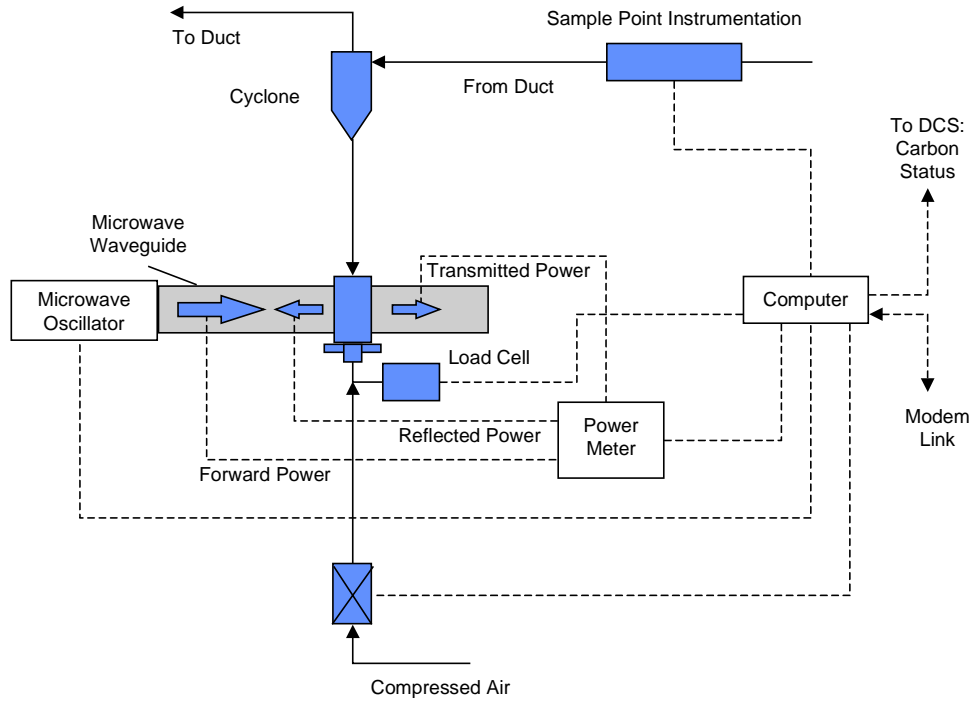 Sample Point Instrumentation
To Duct
From Duct
Cyclone
To DCS:
Carbon
Status
Microwave
Waveguide
Transmitted Power
Microwave
Oscillator
Computer
Load Cell
Modem
Link
Power
Meter
Reflected Power
Forward Power
Compressed Air